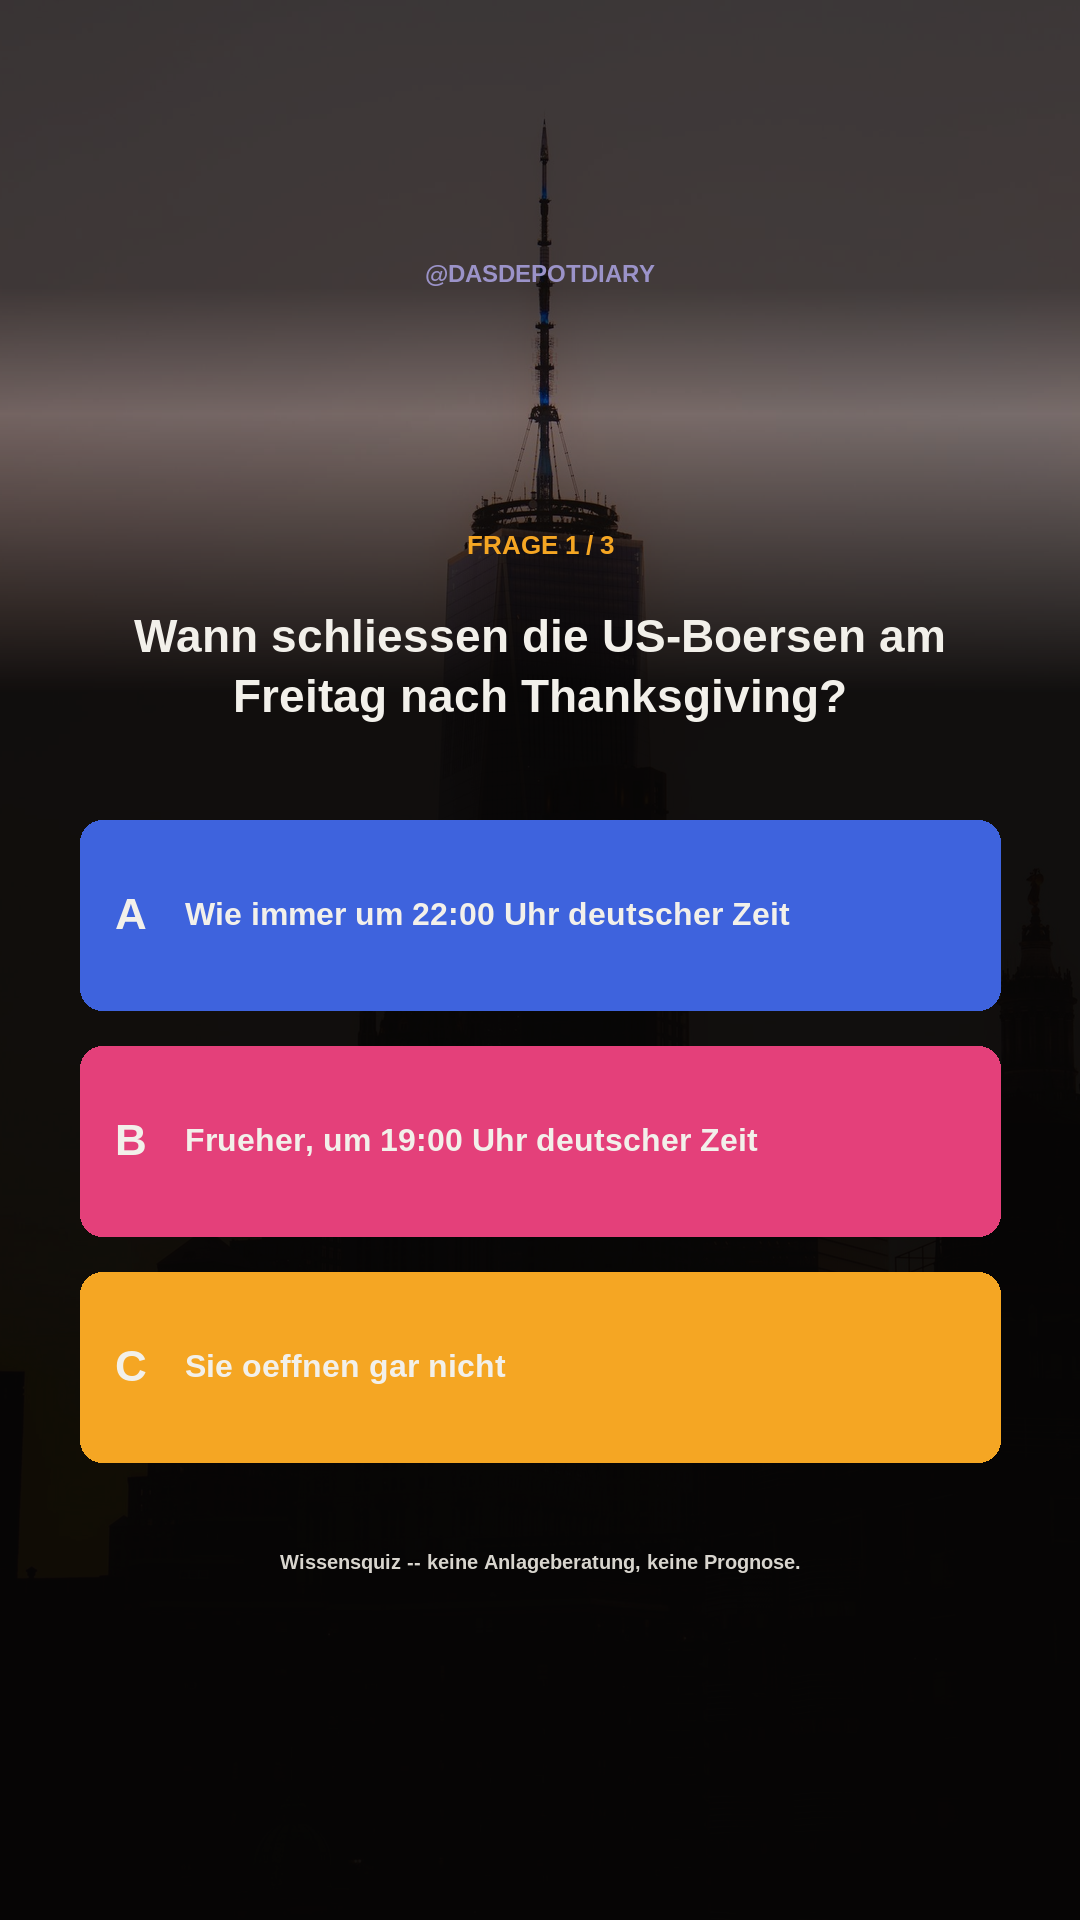 @DASDEPOTDIARY
FRAGE 1 / 3
Wann schliessen die US-Boersen am
Freitag nach Thanksgiving?
A Wie immer um 22:00 Uhr deutscher Zeit
B Frueher, um 19:00 Uhr deutscher Zeit
C Sie oeffnen gar nicht
Wissensquiz -- keine Anlageberatung, keine Prognose.